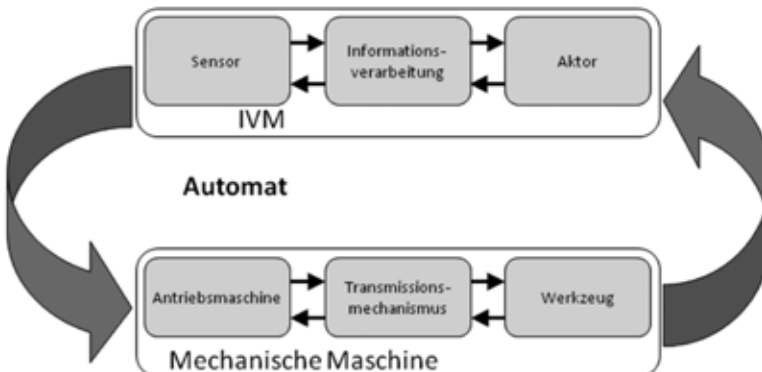 Sensor
Informations-
verarbeitung
Aktor
IVM
Automat
Antriebsmaschine
Transmissions-
mechanismus
Werkzeug
Mechanische Maschine